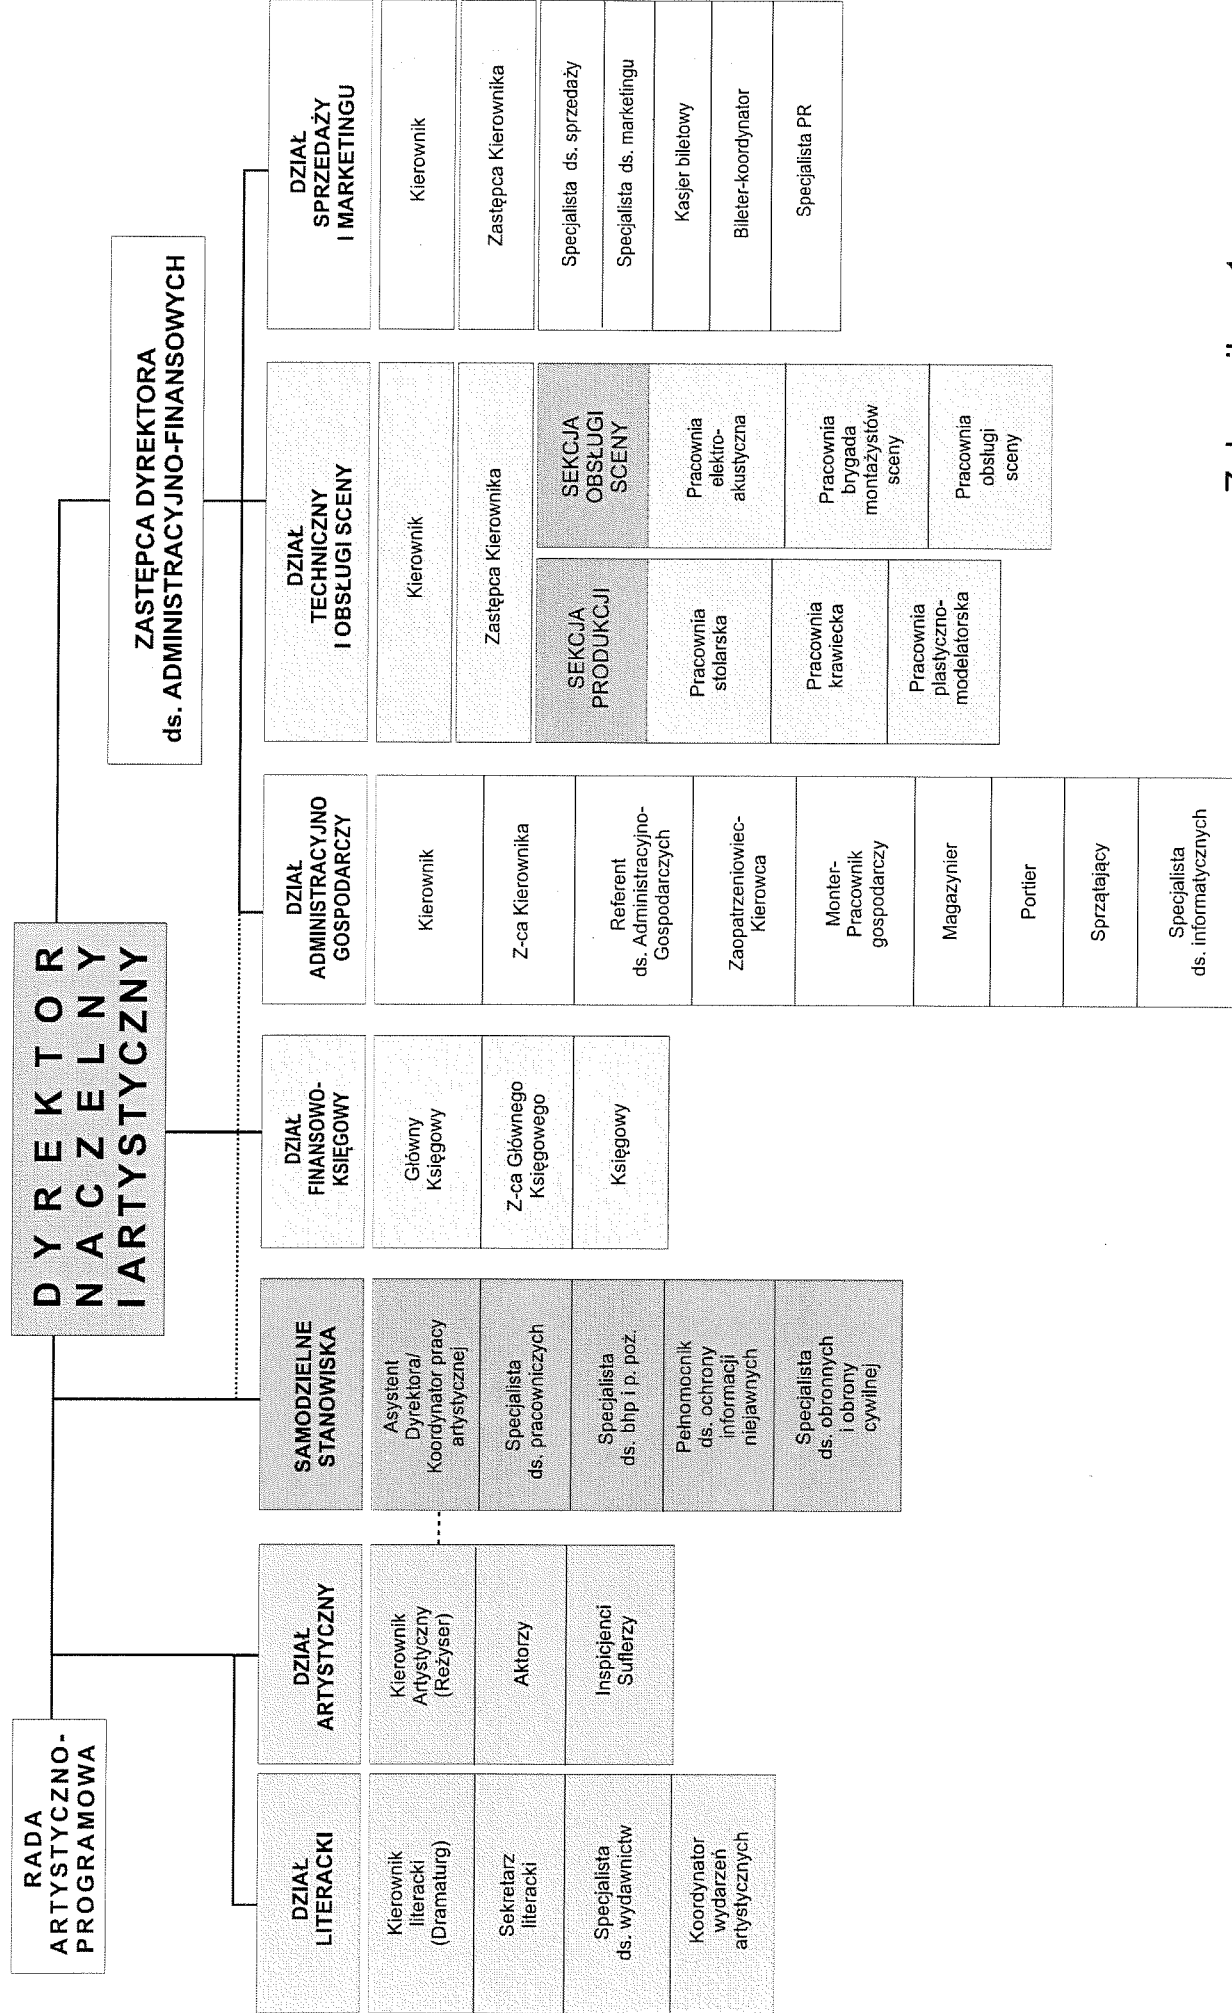 RADA
ARTYSTYCZNO-
PROGRAMOWA
DYREKTOR
NACZELNY
I ARTYSTYCZNY
ZASTĘPCA DYREKTORA
ds. ADMINISTRACYJNO-FINANSOWYCH
DZIAŁ
LITERACKI
Kierownik
literacki
(Dramaturg)
Sekretarz
literacki
Specjalista
ds. wydawnictw
Koordynator
wydarzeń
artystycznych
DZIAŁ
ARTYSTYCZNY
Kierownik
Artystyczny
(Reżyser)
Aktorzy
Inspicjenci
Suflerzy
SAMODZIELNE
STANOWISKA
Asystent
Dyrektora/
Koordynator pracy
artystycznej
Specjalista
ds. pracowniczych
Specjalista
ds. bhp i p. poż.
Pełnomocnik
ds. ochrony
informacji
niejawnych
Specjalista
ds. obronnych
i obrony
cywilnej
DZIAŁ
FINANSOWO-
KSIĘGOWY
Główny
Księgowy
Z-ca Głównego
Księgowego
Księgowy
DZIAŁ
ADMINISTRACYJNO
GOSPODARCZY
Kierownik
Z-ca Kierownika
Referent
ds. Administracyjno-
Gospodarczych
Zaopatrzeniowiec-
Kierowca
Monter-
Pracownik
gospodarczy
Magazynier
Portier
Sprzątający
Specjalista
ds. informatycznych
DZIAŁ
TECHNICZNY
I OBSŁUGI SCENY
Kierownik
Zastępca Kierownika
SEKCJA
PRODUKCJI
Pracownia
stolarska
Pracownia
krawiecka
Pracownia
plastyczno-
modelatorska
SEKCJA
OBSŁUGI
SCENY
Pracownia
elektro-
akustyczna
Pracownia
brygada
montażystów
sceny
Pracownia
obsługi
sceny
DZIAŁ
SPRZEDAŻY
I MARKETINGU
Kierownik
Zastępca Kierownika
Specjalista ds. sprzedaży
Specjalista ds. marketingu
Kasjer biletowy
Bileter-koordynator
Specjalista PR